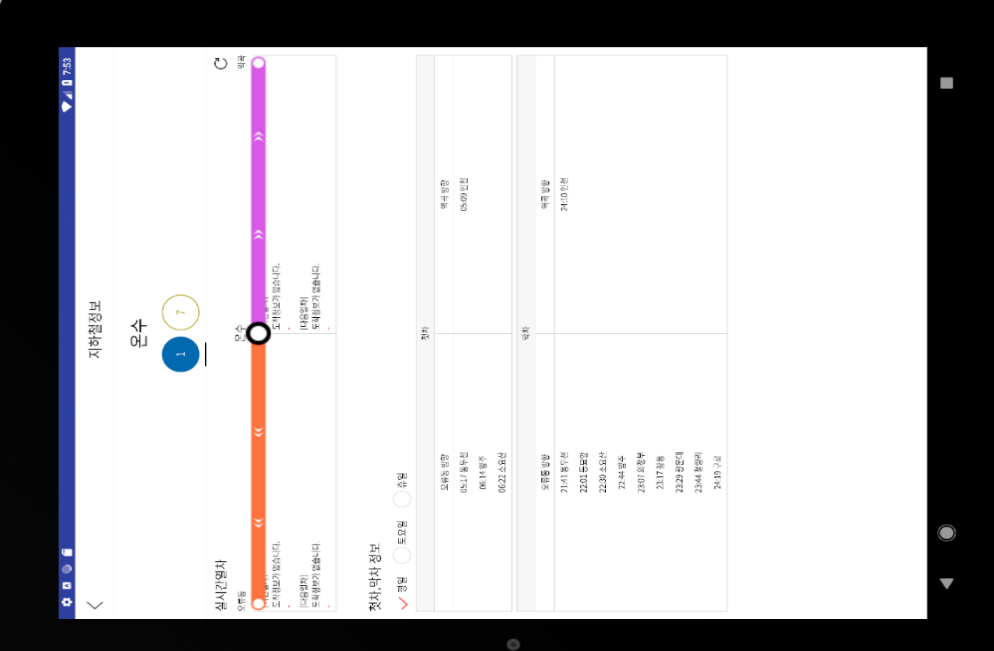 7:53
지하철정보
온수
1
7
실시간열차
오류동
온수
역곡
도착정보가 없습니다.
[다음열차]
도착정보가 없습니다.
도착정보가 없습니다.
[다음열차]
도착정보가 없습니다.
첫차,막차 정보
평일
토요일
휴일
첫차
오류동 방향
역곡 방향
05:17 동두천
05:09 인천
06:14 양주
06:22 소요산
막차
오류동 방향
역곡 방향
21:41 동두천
24:10 인천
22:01 동묘앞
22:30 소요산
22:44 양주
23:07 의정부
23:17 창동
23:29 광운대
23:44 청량리
24:19 구로